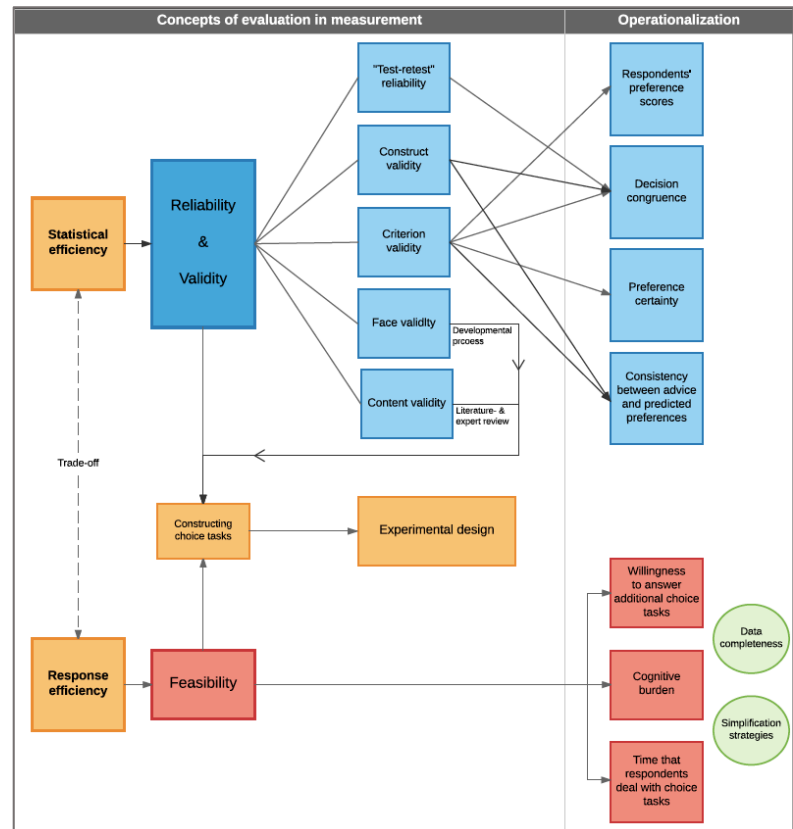 Concepts of evaluation in measurement
Operationalization
"Test-retest"
reliability
Respondents'
preference
scores
Construct
validity
Decision
congruence
Reliability
&
Validity
Statistical
efficiency
Criterion
validity
Preference
certainty
Face validity
Developmental
prcoess
Consistency
between advice
and predicted
preferences
Content validity
Literature- &
expert review
Trade-off
Constructing
choice tasks
Experimental design
Willingness
to answer
additional choice
tasks
Data
completeness
Response
efficiency
Feasibility
Cognitive
burden
Simplification
strategies
Time that
respondents
deal with choice
tasks